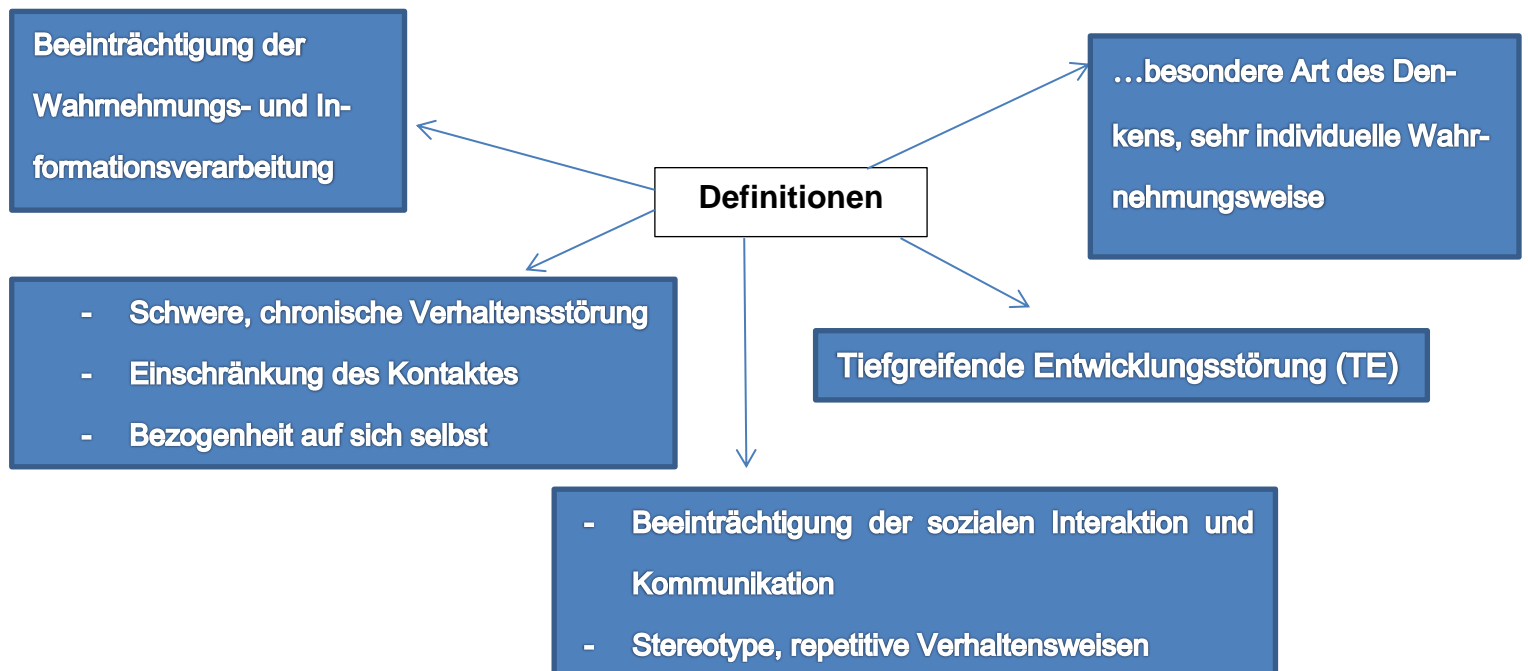 Beeinträchtigung der
Wahrnehmungs- und In-
formationsverarbeitung
…besondere Art des Den-
kens, sehr individuelle Wahr-
nehmungsweise
Definitionen
- Schwere, chronische Verhaltensstörung
- Einschränkung des Kontaktes
- Bezogenheit auf sich selbst
Tiefgreifende Entwicklungsstörung (TE)
- Beeinträchtigung der sozialen Interaktion und
Kommunikation
- Stereotype, repetitive Verhaltensweisen